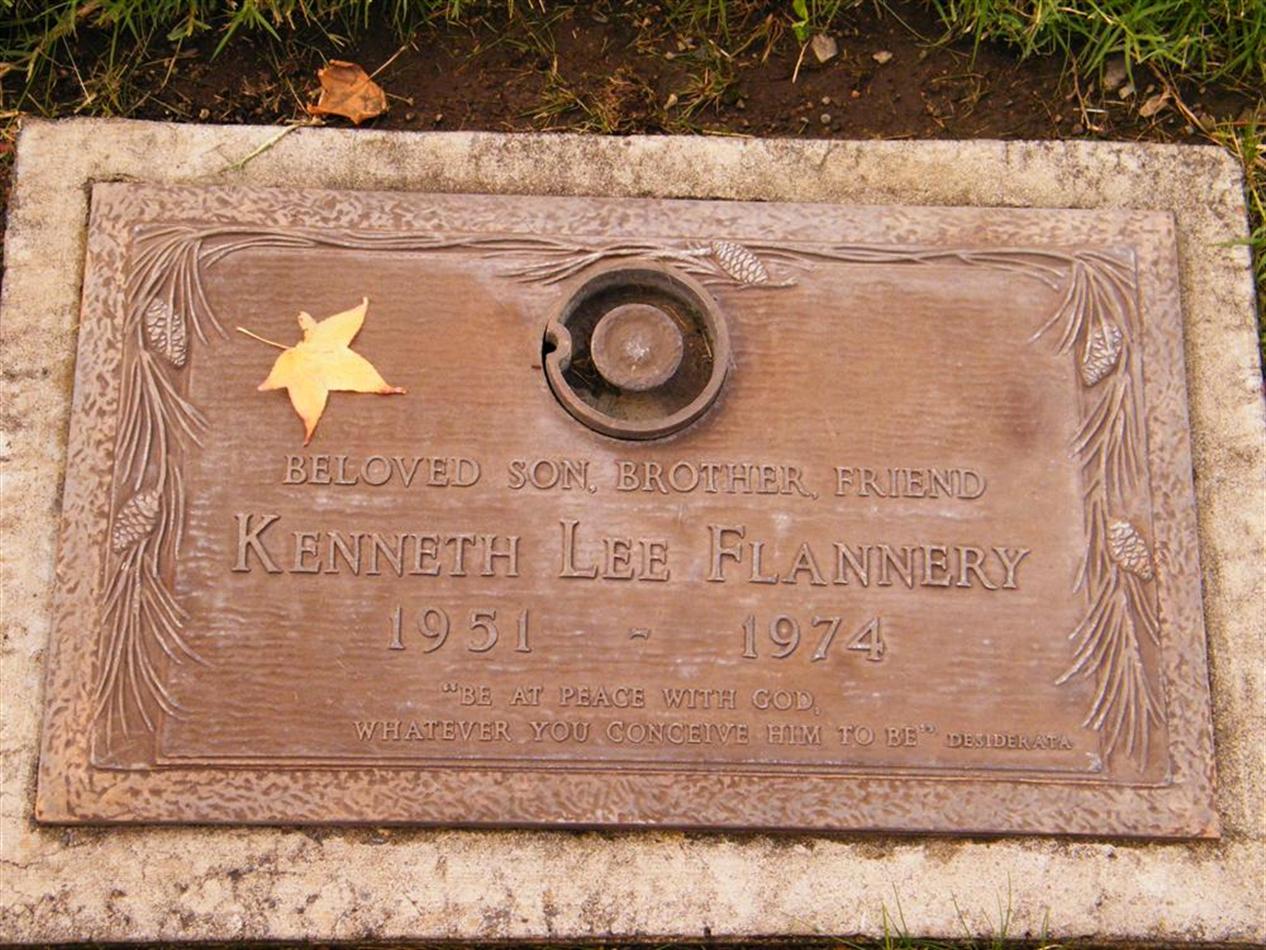 BELOVED SON, BROTHER, FRIEND
KENNETH LEE FLANNERY
1951 - 1974
"BE AT PEACE WITH GOD,
WHATEVER YOU CONCEIVE HIM TO BE" DESIDERATA